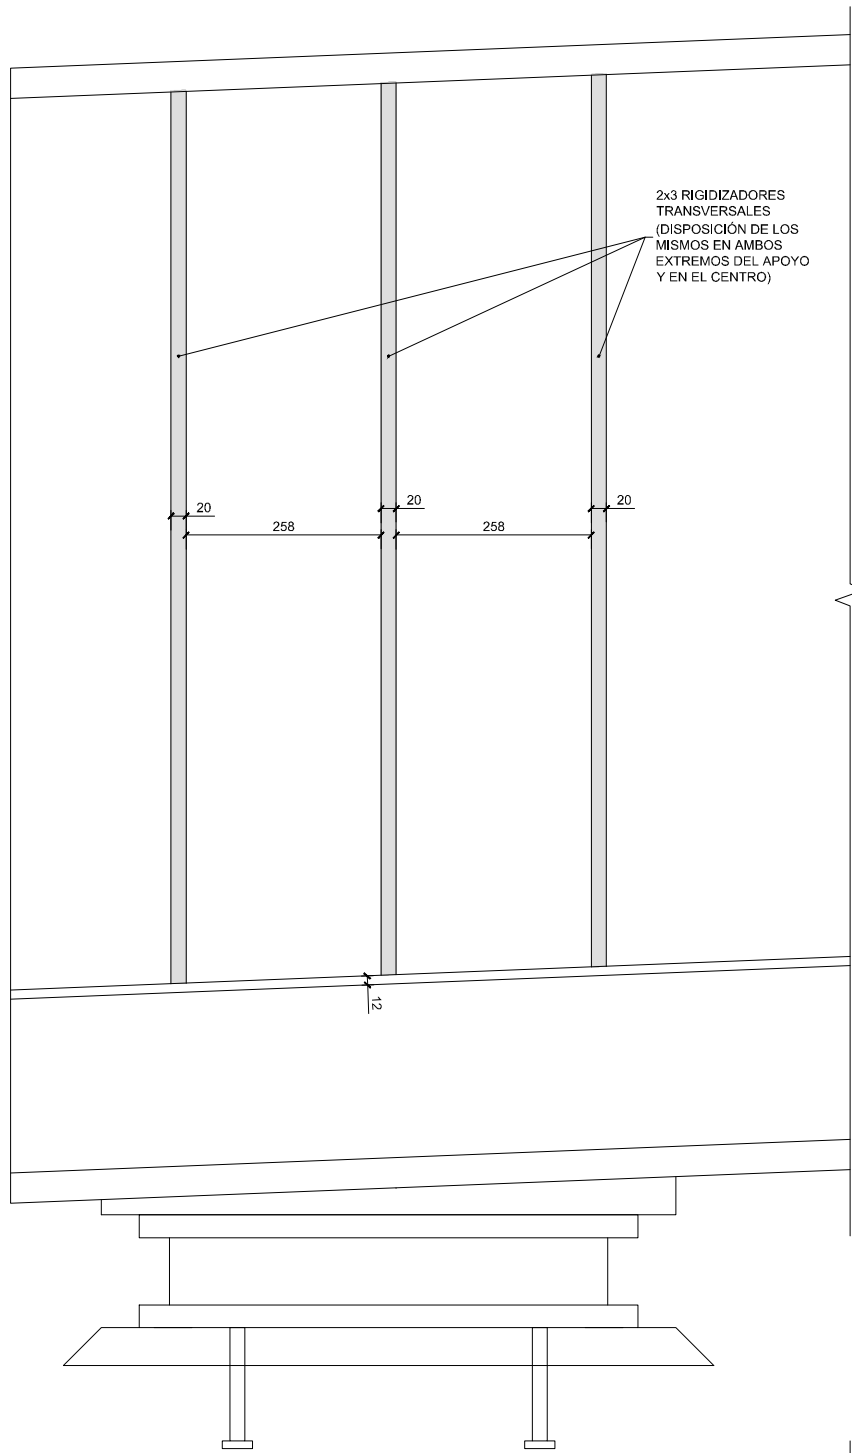 2x3 RIGIDIZADORES
TRANSVERSALES
(DISPOSICIÓN DE LOS
MISMOS EN AMBOS
EXTREMOS DEL APOYO
Y EN EL CENTRO)
20
258
20
258
20
12